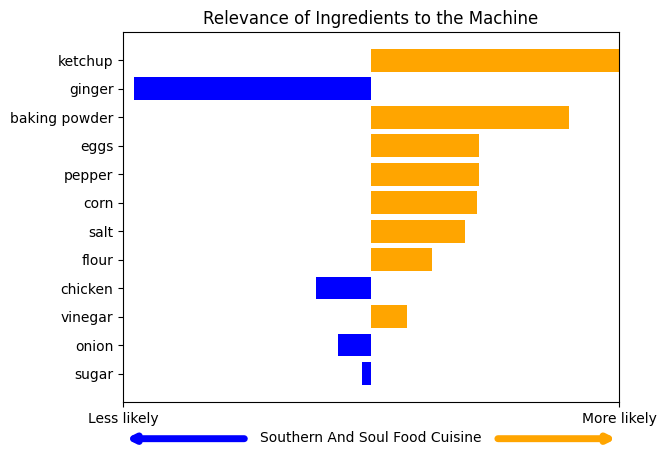 Relevance of Ingredients to the Machine
ketchup
ginger
baking powder
eggs
pepper
corn
salt
flour
chicken
vinegar
onion
sugar
Less likely More likely
Southern And Soul Food Cuisine